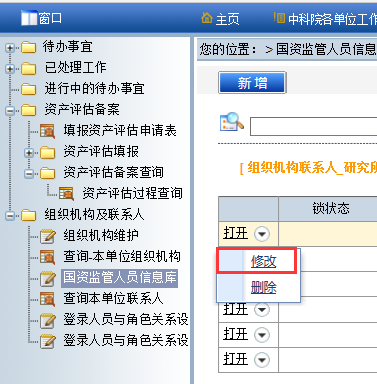 窗口
主页
中科院各单位工作
待办事宜
已处理工作
进行中的待办事宜
资产评估备案
填报资产评估申请表
资产评估填报
资产评估备案查询
资产评估过程查询
组织机构及联系人
组织机构维护
查询-本单位组织机构
国资监管人员信息库
查询本单位联系人
登录人员与角色关系设
登录人员与角色关系设
您的位置： >国资监管人员信息
新增
[ 组织机构联系人_研究所
锁状态
打开
修改
删除
打开
打开
打开